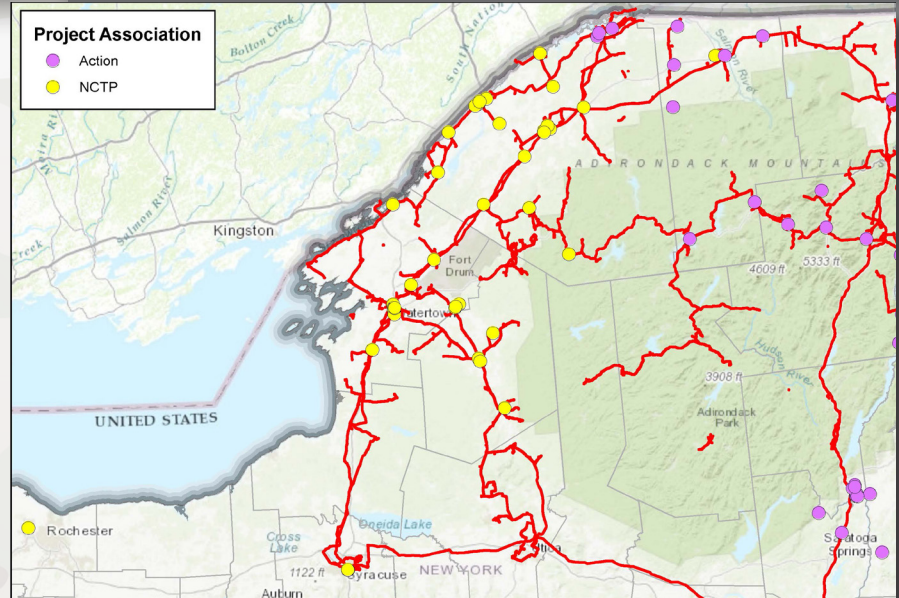 Project Association
Action
NCTP
Bolton Creek
South Nation
Salmon River
Moira Ri
Salmon River
Creek
Kingston
ADIRONDACK MOUNTAINS
Fort
Drum
4609 ft
5333 ft
atertown
Hudson River
3908 ft
UNITED STATES
Adirondack
Park
Rochester
Oneida Lake
Cross
Lake
Utica
Saratoga
Springs
1122 ft
Syracuse
NEW YORK
Auburn